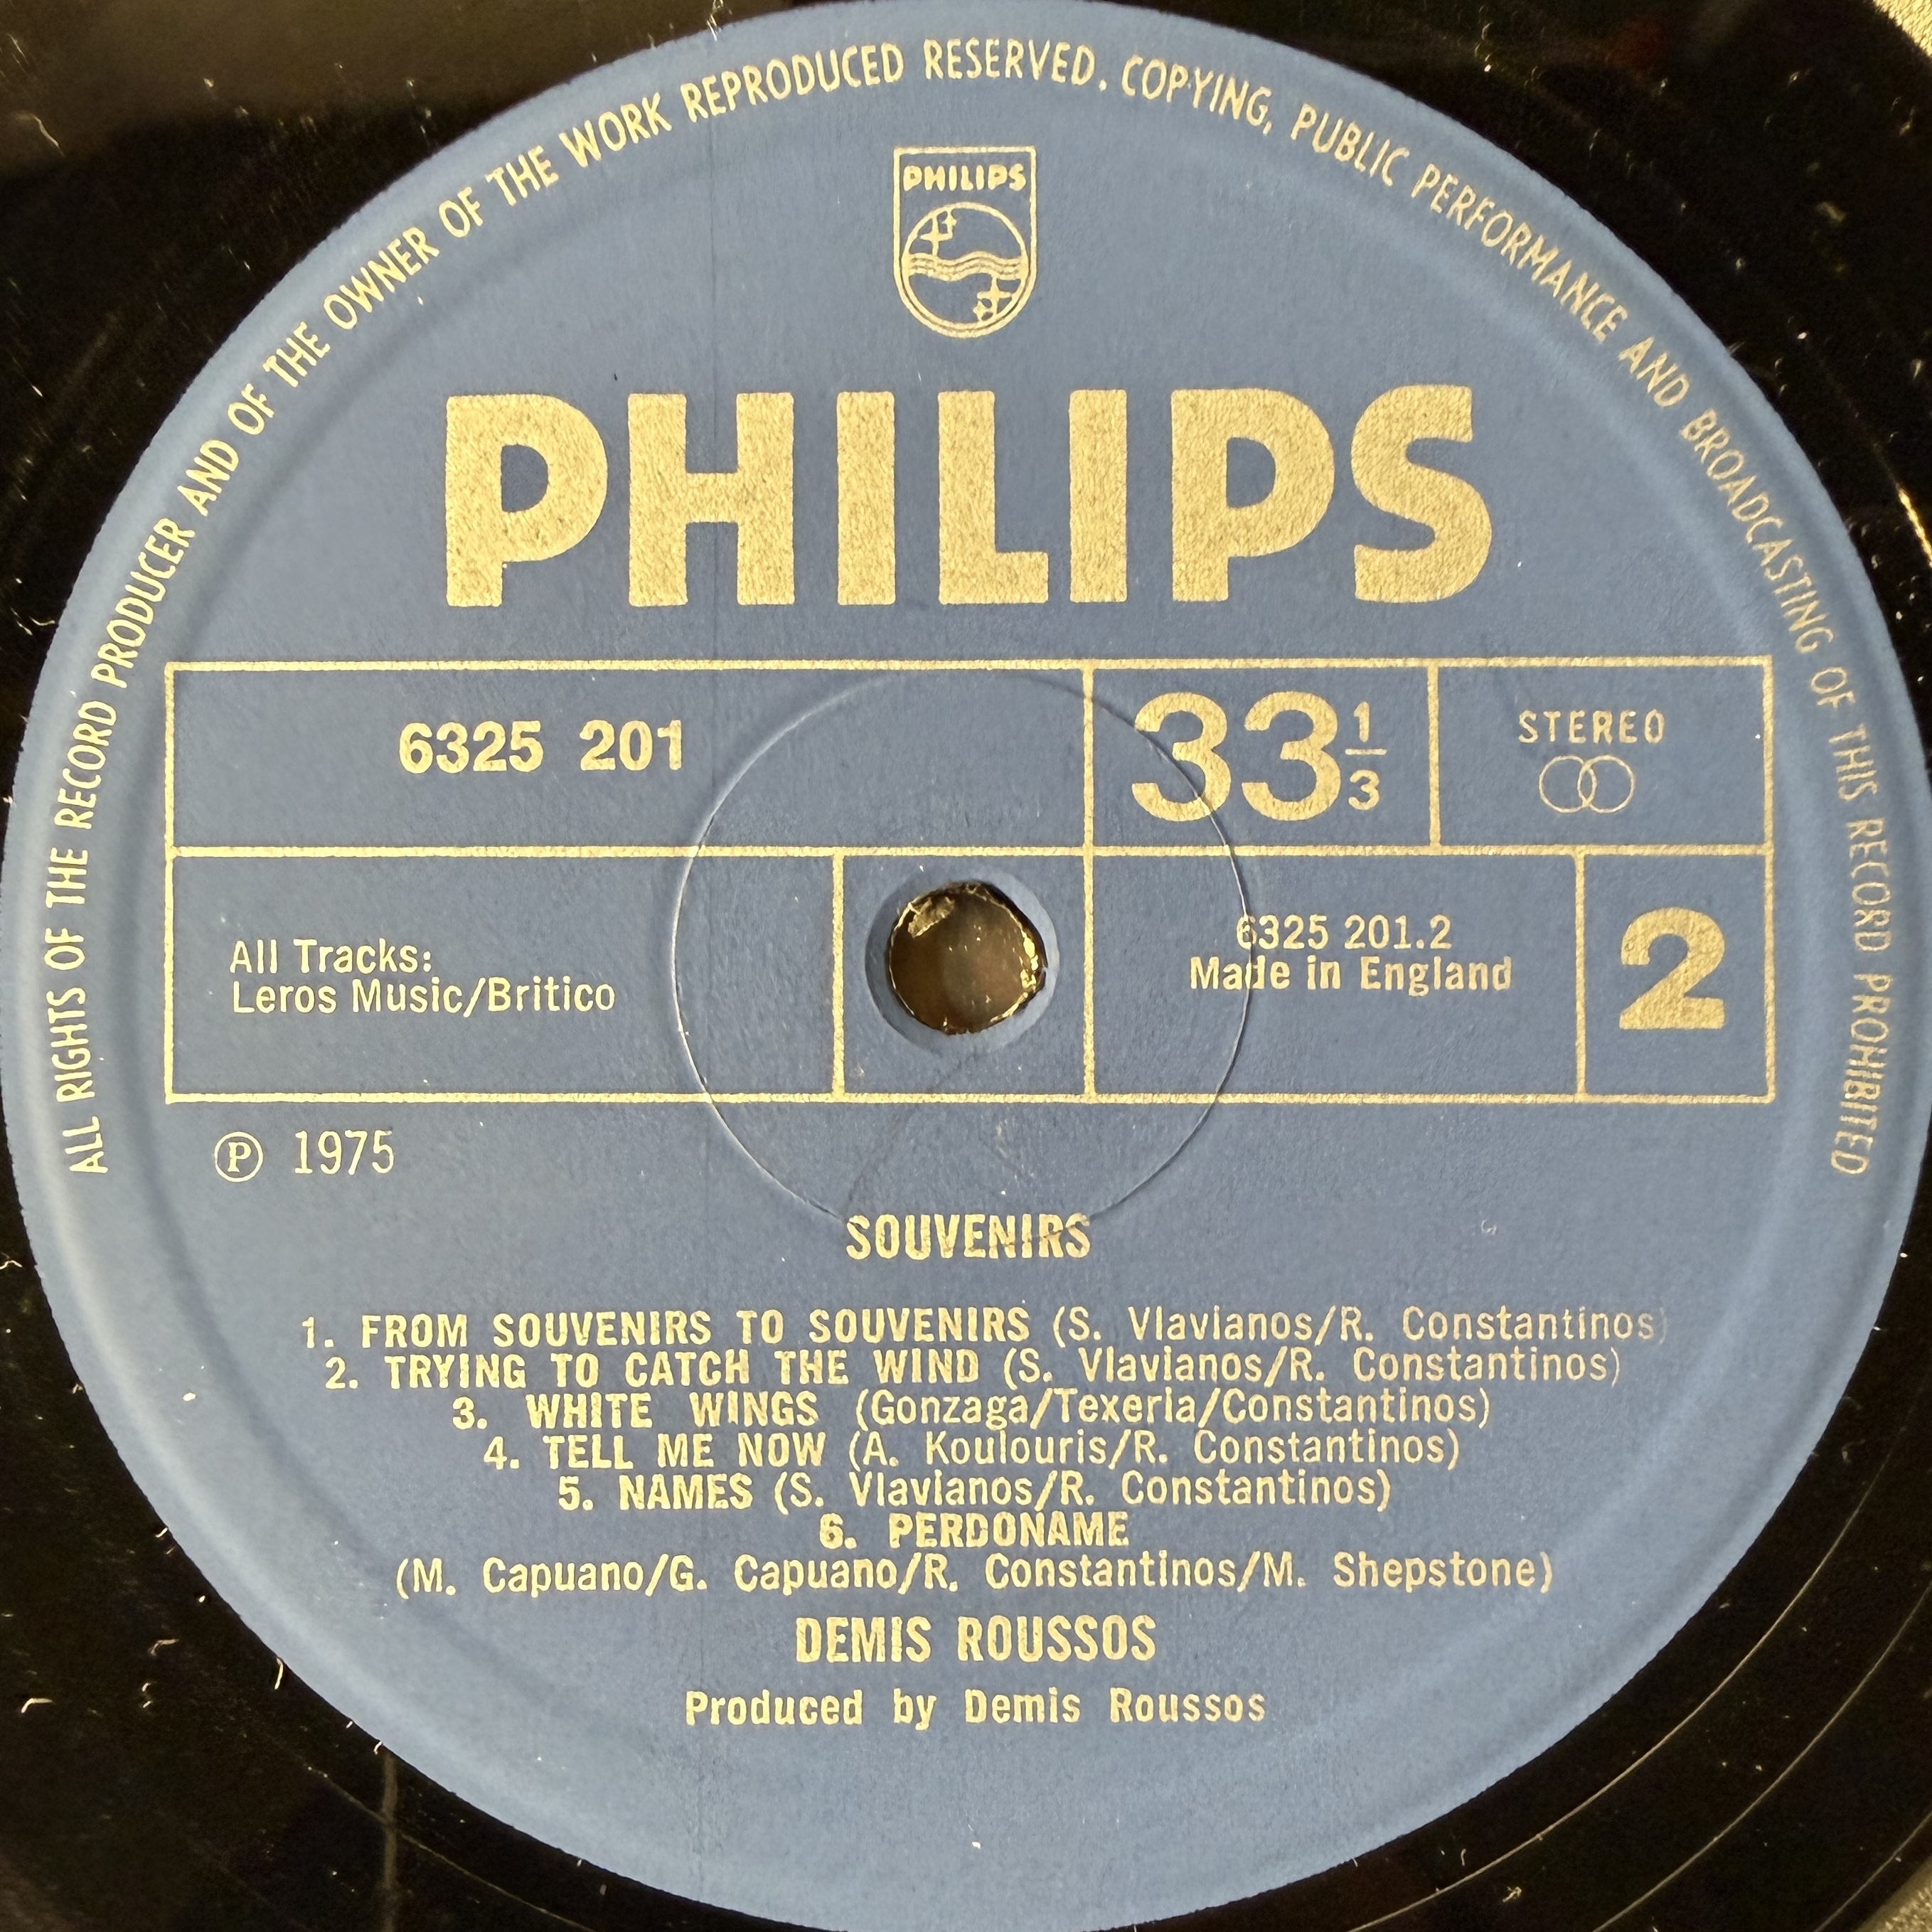 ALL RIGHTS OF THE RECORD PRODUCER AND OF THE OWNER OF THE WORK REPRODUCED RESERVED. COPYING, PUBLIC PERFORMANCE AND BROADCASTING OF THIS RECORD PROHIBITED
PHILIPS
PHILIPS
6325 201
33 1/3
STEREO
All Tracks:
Leros Music/Britico
6325 201.2
Made in England
2
Ⓟ 1975
SOUVENIRS
1. FROM SOUVENIRS TO SOUVENIRS (S. Vlavianos/R. Constantinos)
2. TRYING TO CATCH THE WIND (S. Vlavianos/R. Constantinos)
3. WHITE WINGS (Gonzaga/Texeria/Constantinos)
4. TELL ME NOW (A. Koulouris/R. Constantinos)
5. NAMES (S. Vlavianos/R. Constantinos)
6. PERDONAME
(M. Capuano/G. Capuano/R. Constantinos/M. Shepstone)
DEMIS ROUSSOS
Produced by Demis Roussos